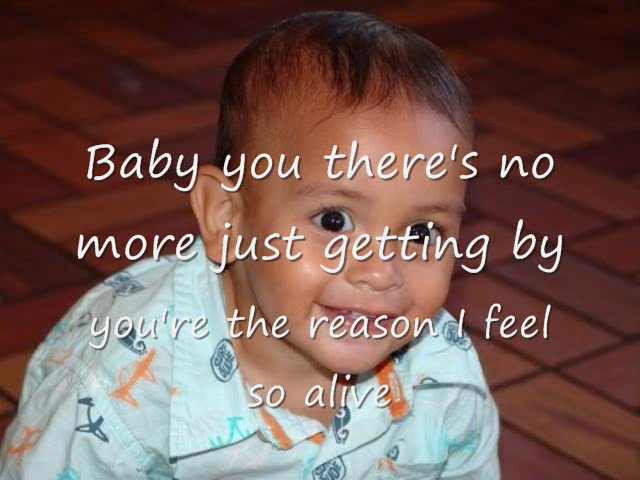 Baby you there's no
more just getting by
you're the reason I feel
so alive